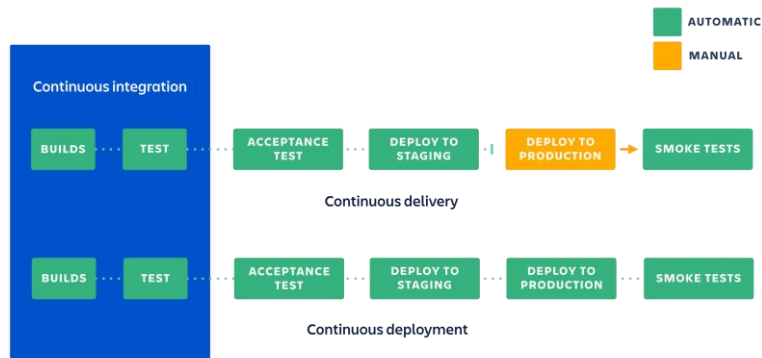 AUTOMATIC
MANUAL
Continuous integration
BUILDS
TEST
ACCEPTANCE
TEST
DEPLOY TO
STAGING
DEPLOY TO
PRODUCTION
SMOKE TESTS
Continuous delivery
BUILDS
TEST
ACCEPTANCE
TEST
DEPLOY TO
STAGING
DEPLOY TO
PRODUCTION
SMOKE TESTS
Continuous deployment